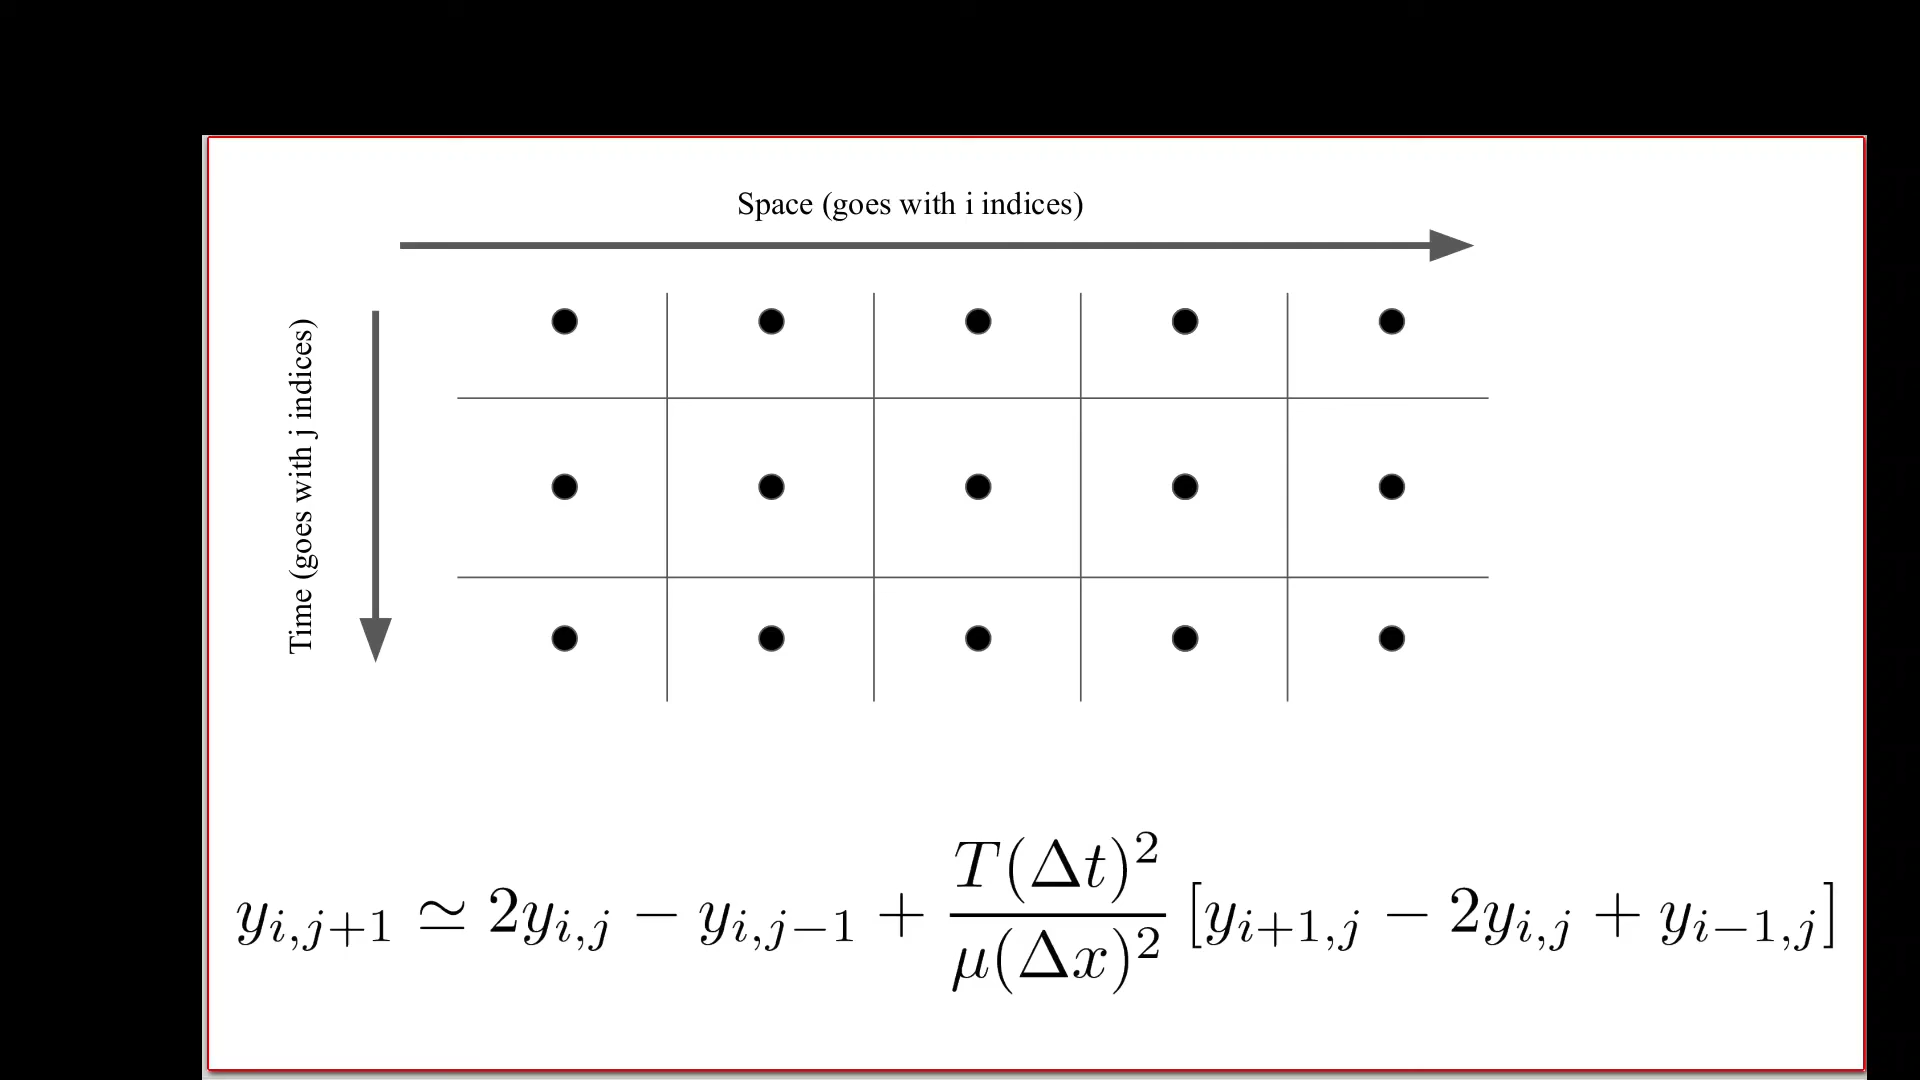 Space (goes with i indices)
Time (goes with j indices)
y_{i,j+1} ≃ 2y_{i,j} − y_{i,j−1} + \frac{T(Δt)^2}{μ(Δx)^2} [y_{i+1,j} − 2y_{i,j} + y_{i−1,j}]